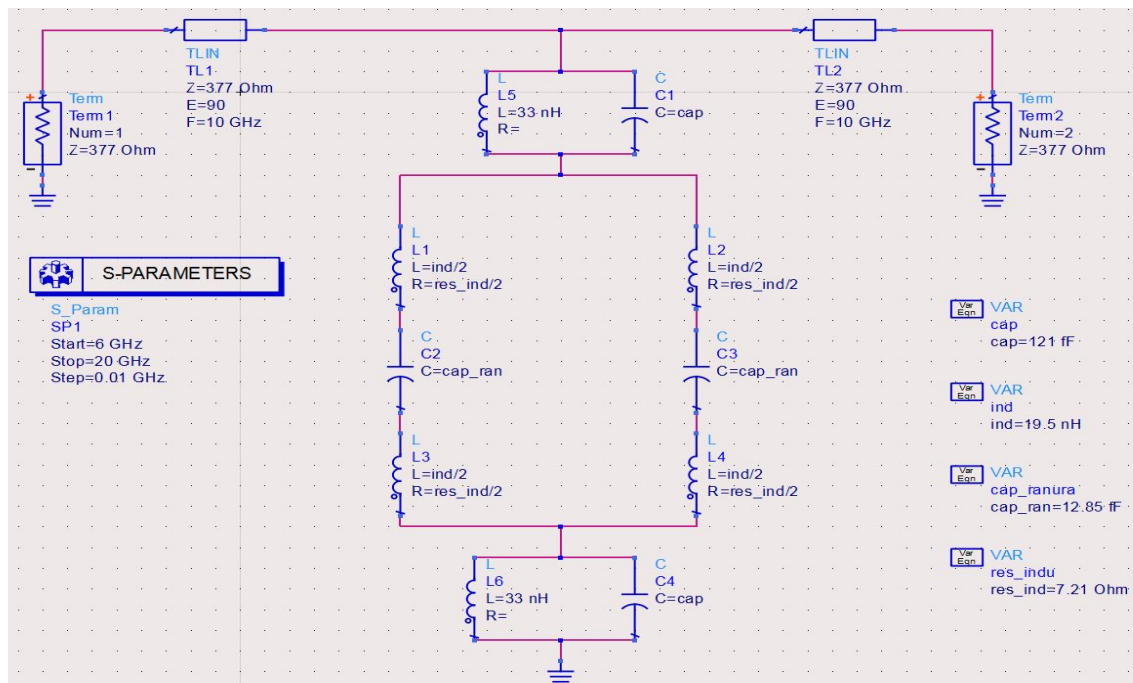 TLIN
TL1
Z=377 Ohm
E=90
F=10 GHz
TLIN
TL2
Z=377 Ohm
E=90
F=10 GHz
L
L5
L=33 nH
R=
C
C1
C=cap
+
Term
Term1
Num=1
Z=377 Ohm
-
+
Term
Term2
Num=2
Z=377 Ohm
-
L
L1
L=ind/2
R=res_ind/2
L
L2
L=ind/2
R=res_ind/2
S-PARAMETERS
S_Param
SP1
Start=6 GHz
Stop=20 GHz
Step=0.01 GHz
C
C2
C=cap_ran
C
C3
C=cap_ran
Var
Eqn
VAR
cap
cap=121 fF
Var
Eqn
VAR
ind
ind=19.5 nH
L
L3
L=ind/2
R=res_ind/2
L
L4
L=ind/2
R=res_ind/2
Var
Eqn
VAR
cap_ranura
cap_ran=12.85 fF
L
L6
L=33 nH
R=
C
C4
C=cap
Var
Eqn
VAR
res_indu
res_ind=7.21 Ohm